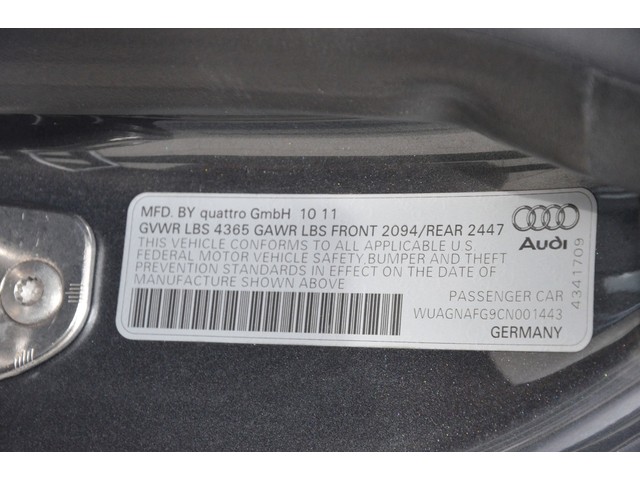 MFD. BY quattro GmbH 10 11
GVWR LBS 4365 GAWR LBS FRONT 2094/REAR 2447
THIS VEHICLE CONFORMS TO ALL APPLICABLE U S
FEDERAL MOTOR VEHICLE SAFETY,BUMPER AND THEFT
PREVENTION STANDARDS IN EFFECT ON THE DATE OF
MANUFACTURE SHOWN ABOVE
PASSENGER CAR
WUAGNAFG9CN001443
GERMANY
Audi
4341709